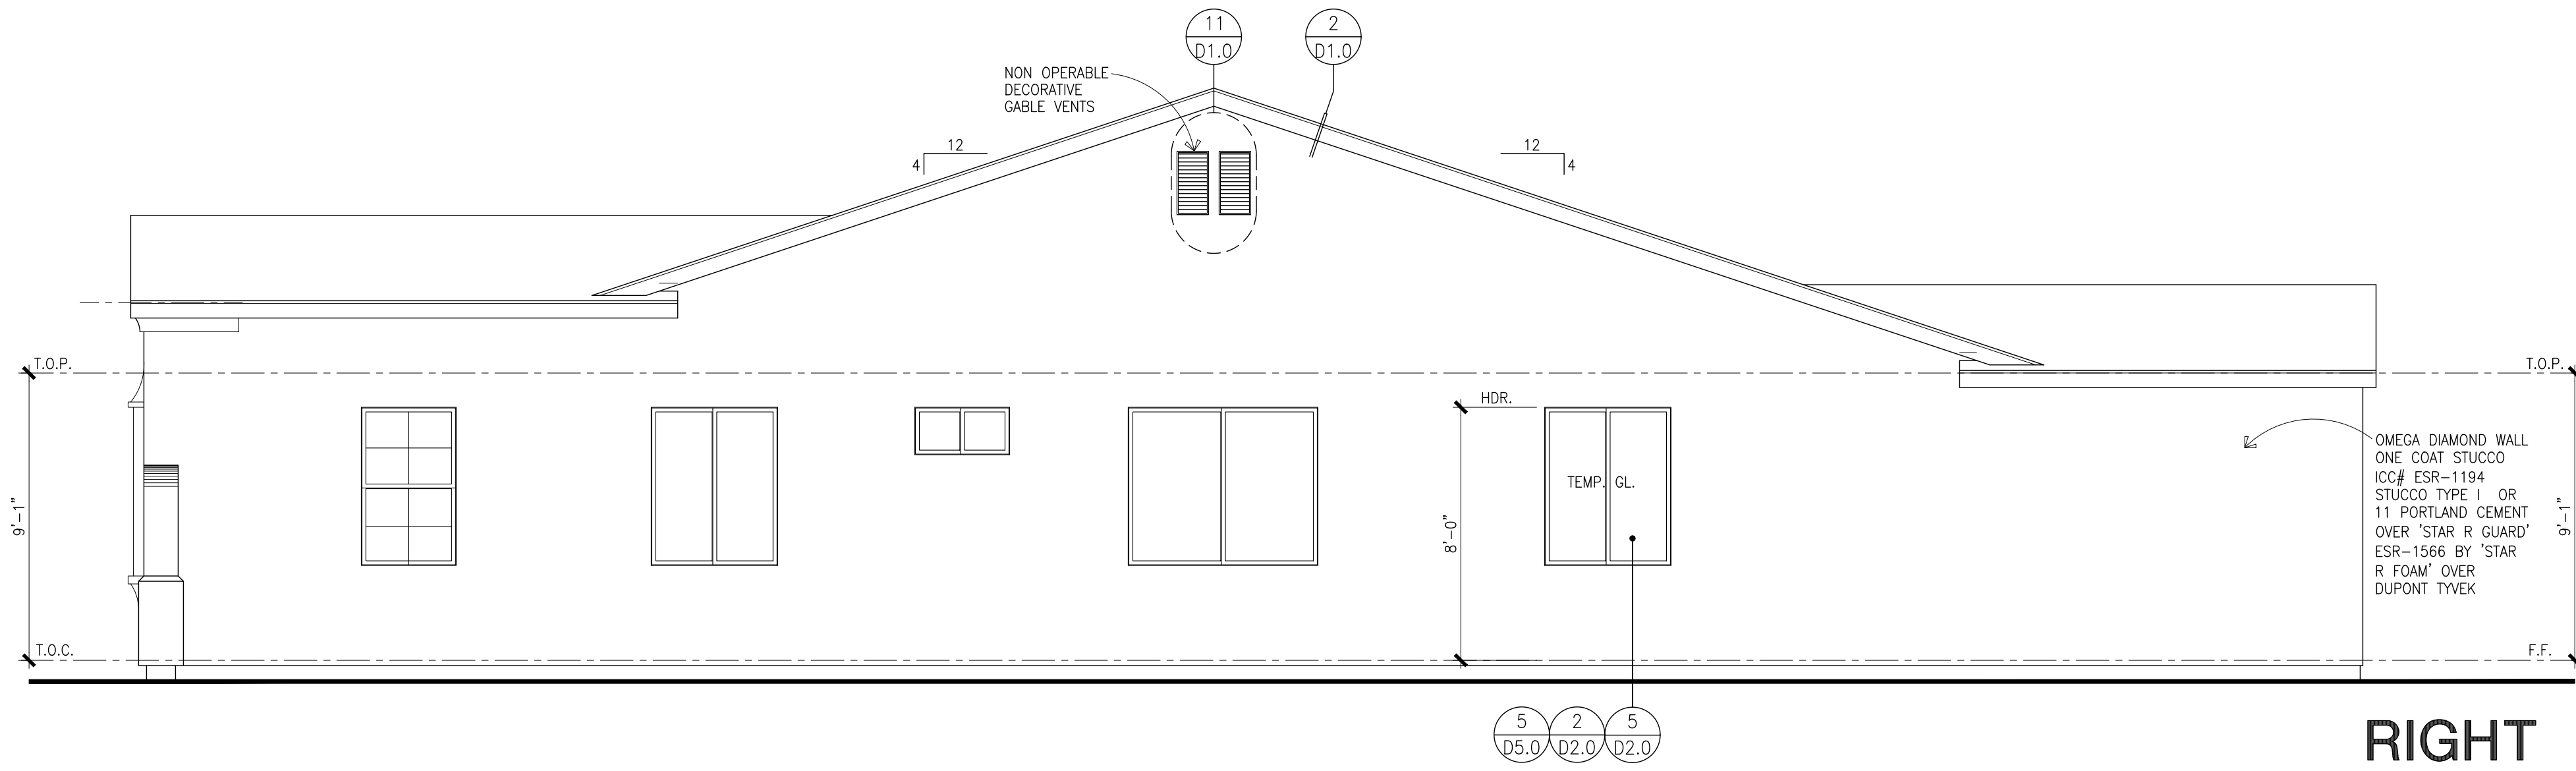 11
D1.0
2
D1.0
NON OPERABLE
DECORATIVE
GABLE VENTS
12
4
12
4
T.O.P.
T.O.P.
HDR.
TEMP. GL.
8'-0"
9'-1"
9'-1"
OMEGA DIAMOND WALL
ONE COAT STUCCO
ICC# ESR-1194
STUCCO TYPE I OR
11 PORTLAND CEMENT
OVER 'STAR R GUARD'
ESR-1566 BY 'STAR
R FOAM' OVER
DUPONT TYVEK
T.O.C.
F.F.
5
D5.0
2
D2.0
5
D2.0
RIGHT